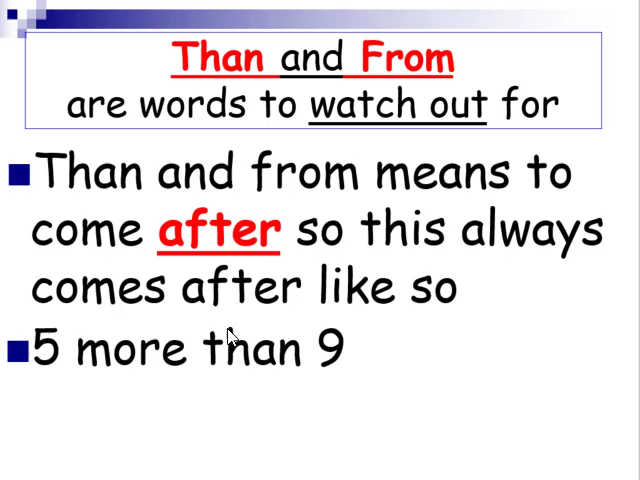 Than and From
are words to watch out for
Than and from means to
come after so this always
comes after like so
5 more than 9